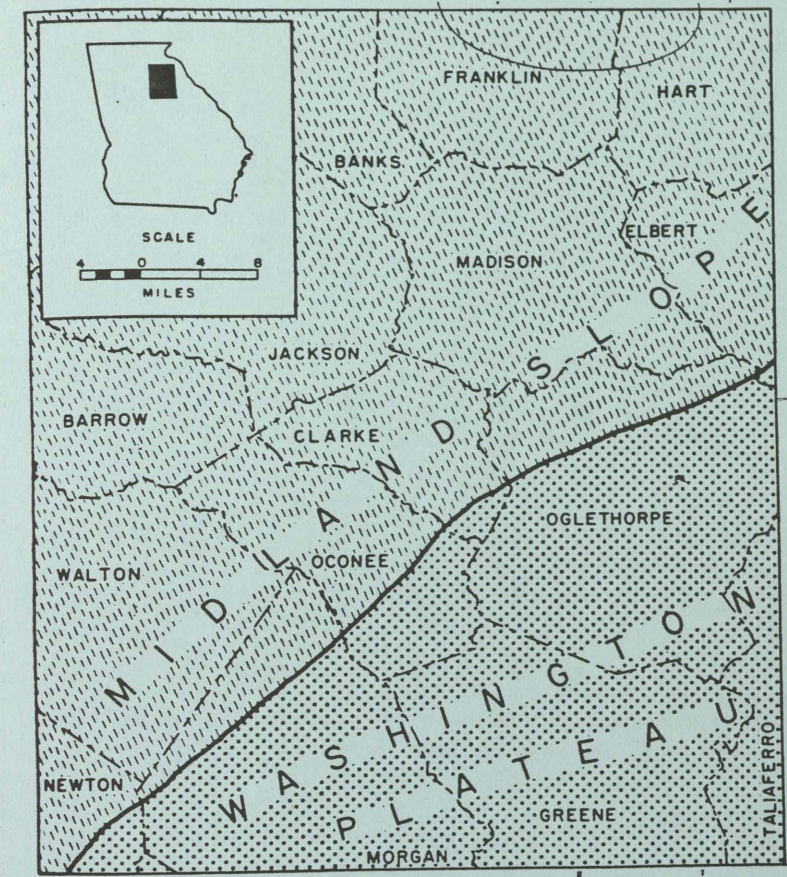 FRANKLIN
HART
BANKS
SCALE
4 0 4 8
MILES
ELBERT
MADISON
JACKSON
BARROW
CLARKE
MIDLAND SLOPE
OGLETHORPE
OCONEE
WALTON
WASHINGTON
PLATEAU
NEWTON
GREENE
TALIAFERRO
MORGAN